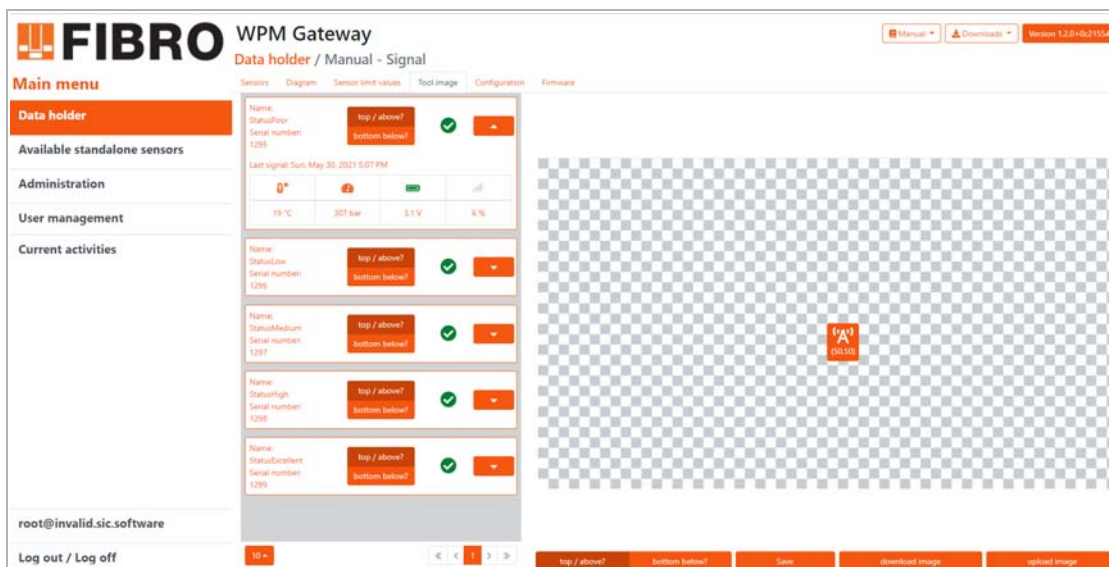 FIBRO
WPM Gateway
Manual
Downloads
Version 1.2.0+0c21554
Data holder / Manual - Signal
Main menu
Sensors
Diagram
Sensor limit values
Tool image
Configuration
Firmware
Data holder
Available standalone sensors
Administration
User management
Current activities
root@invalid.sic.software
Log out / Log off
Name:
StatusPoor
Serial number:
1295
top / above?
bottom below?
Last signal: Sun: May 30, 2021 5:07 PM
19 °C
307 bar
3.1 V
6 %
Name:
StatusLow
Serial number:
1296
top / above?
bottom below?
Name:
StatusMedium
Serial number:
1297
top / above?
bottom below?
Name:
StatusHigh
Serial number:
1298
top / above?
bottom below?
Name:
StatusExcellent
Serial number:
1299
top / above?
bottom below?
10
« < 1 > »
(50,50)
top / above?
bottom below?
Save
download image
upload image